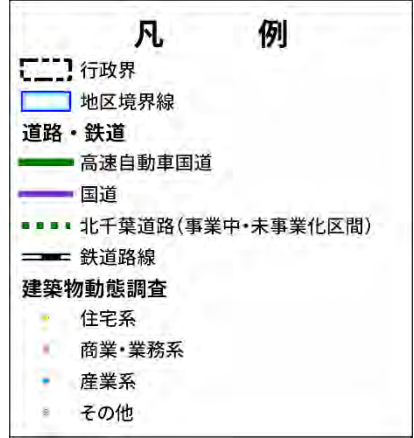 凡 例
行政界
地区境界線
道路・鉄道
高速自動車国道
国道
北千葉道路(事業中・未事業化区間)
鉄道路線
建築物動態調査
住宅系
商業・業務系
産業系
その他